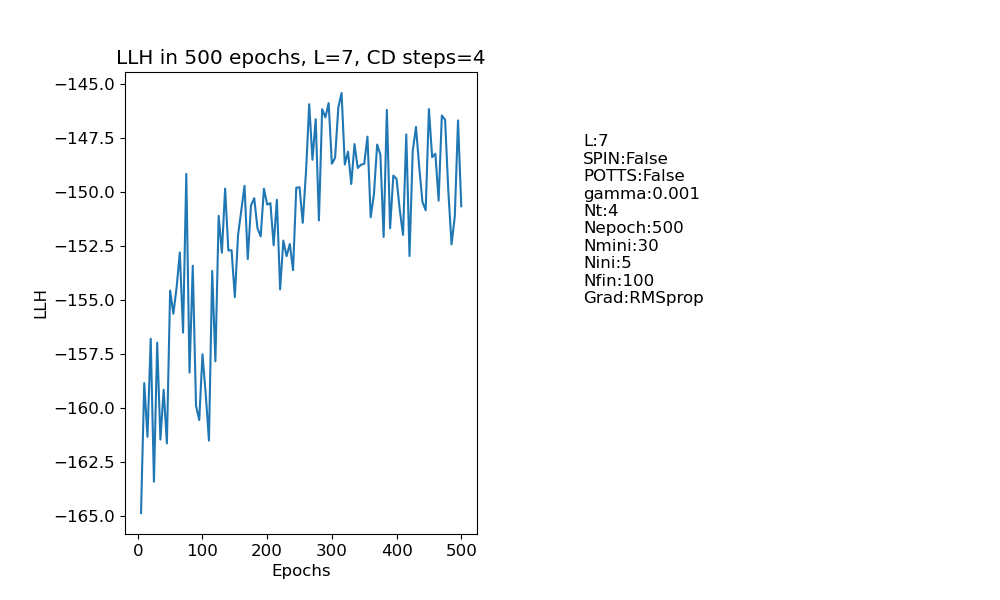 LLH in 500 epochs, L=7, CD steps=4
−145.0
−147.5
−150.0
−152.5
−155.0
−157.5
−160.0
−162.5
−165.0
LLH
0 100 200 300 400 500
Epochs
L:7
SPIN:False
POTTS:False
gamma:0.001
Nt:4
Nepoch:500
Nmini:30
Nini:5
Nfin:100
Grad:RMSprop